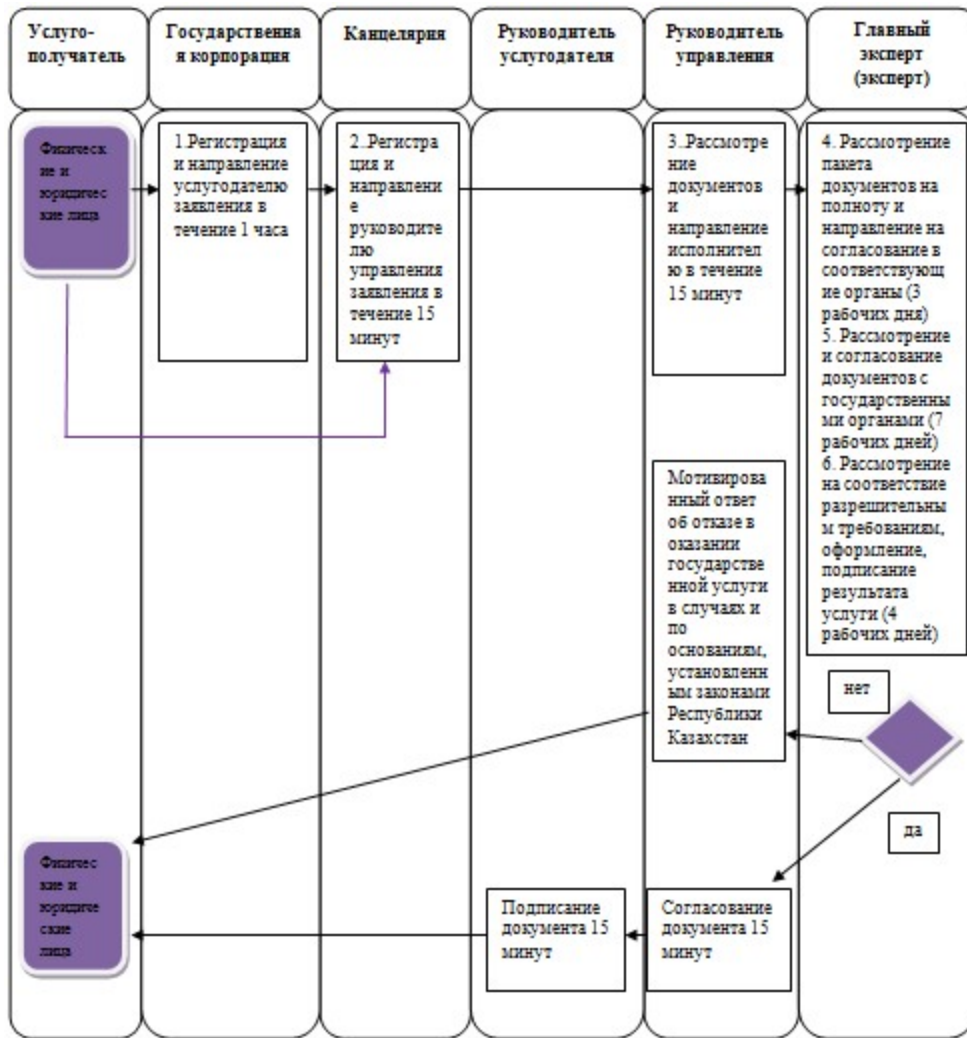 Услуго-
получатель
Государственна
я корпорация
Канцелярия
Руководитель
услугодателя
Руководитель
управления
Главный
эксперт
(эксперт)
Физическ
ие и
юридичес
кие лица
1.Регистрация
и направление
услугодателю
заявления в
течение 1 часа
2..Регистра
ция и
направлени
е
руководите
лю
управления
заявления в
течение 15
минут
3..Рассмотре
ние
документов
и
направление
исполнител
ю в течение
15 минут
4. Рассмотрение
пакета
документов на
полноту и
направление на
согласование в
соответствующ
ие органы (3
рабочих дня)
5. Рассмотрение
и согласование
документов с
государственны
ми органами (7
рабочих дней)
6. Рассмотрение
на соответствие
разрешительны
м требованиям,
оформление,
подписание
результата
услуги (4
рабочих дней)
Мотивирова
нный ответ
об отказе в
оказании
государстве
нной услуги
в случаях и
по
основаниям,
установленн
ым законами
Республики
Казахстан
нет
да
Физичес
кие и
юридиче
ские
лица
Подписание
документа 15
минут
Согласование
документа 15
минут